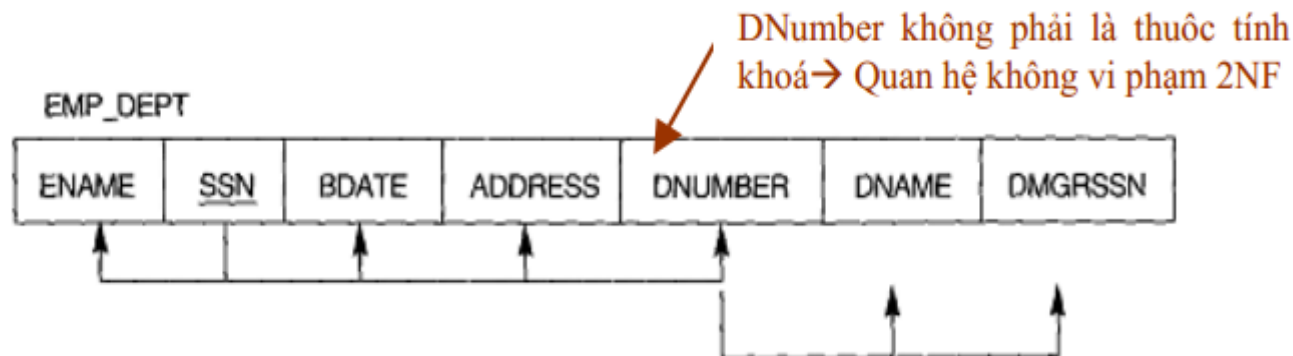 DNumber không phải là thuôc tính
khoá→ Quan hệ không vi phạm 2NF
EMP_DEPT
ENAME SSN BDATE ADDRESS DNUMBER DNAME DMGRSSN